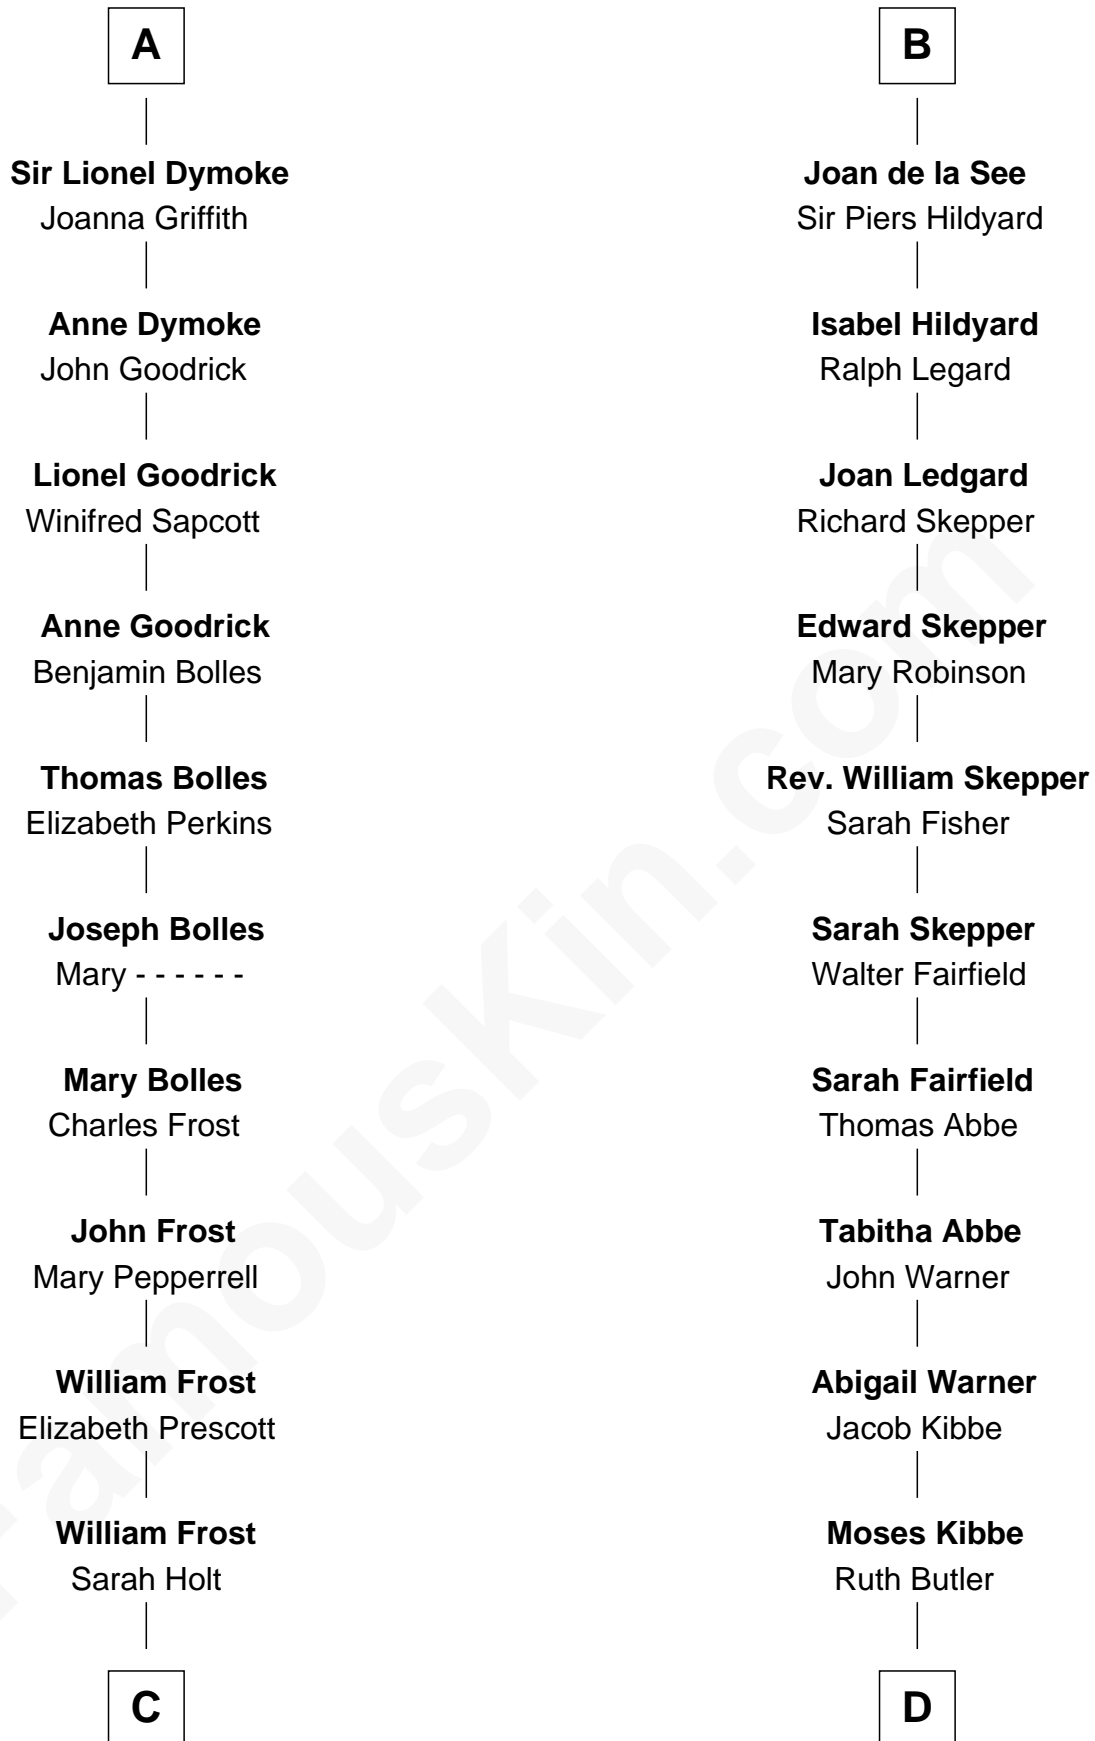 A
Sir Lionel Dymoke
Joanna Griffith
Anne Dymoke
John Goodrick
Lionel Goodrick
Winifred Sapcott
Anne Goodrick
Benjamin Bolles
Thomas Bolles
Elizabeth Perkins
Joseph Bolles
Mary - - - - - -
Mary Bolles
Charles Frost
John Frost
Mary Pepperrell
William Frost
Elizabeth Prescott
William Frost
Sarah Holt
C
B
Joan de la See
Sir Piers Hildyard
Isabel Hildyard
Ralph Legard
Joan Ledgard
Richard Skepper
Edward Skepper
Mary Robinson
Rev. William Skepper
Sarah Fisher
Sarah Skepper
Walter Fairfield
Sarah Fairfield
Thomas Abbe
Tabitha Abbe
John Warner
Abigail Warner
Jacob Kibbe
Moses Kibbe
Ruth Butler
D
FamousKin.com